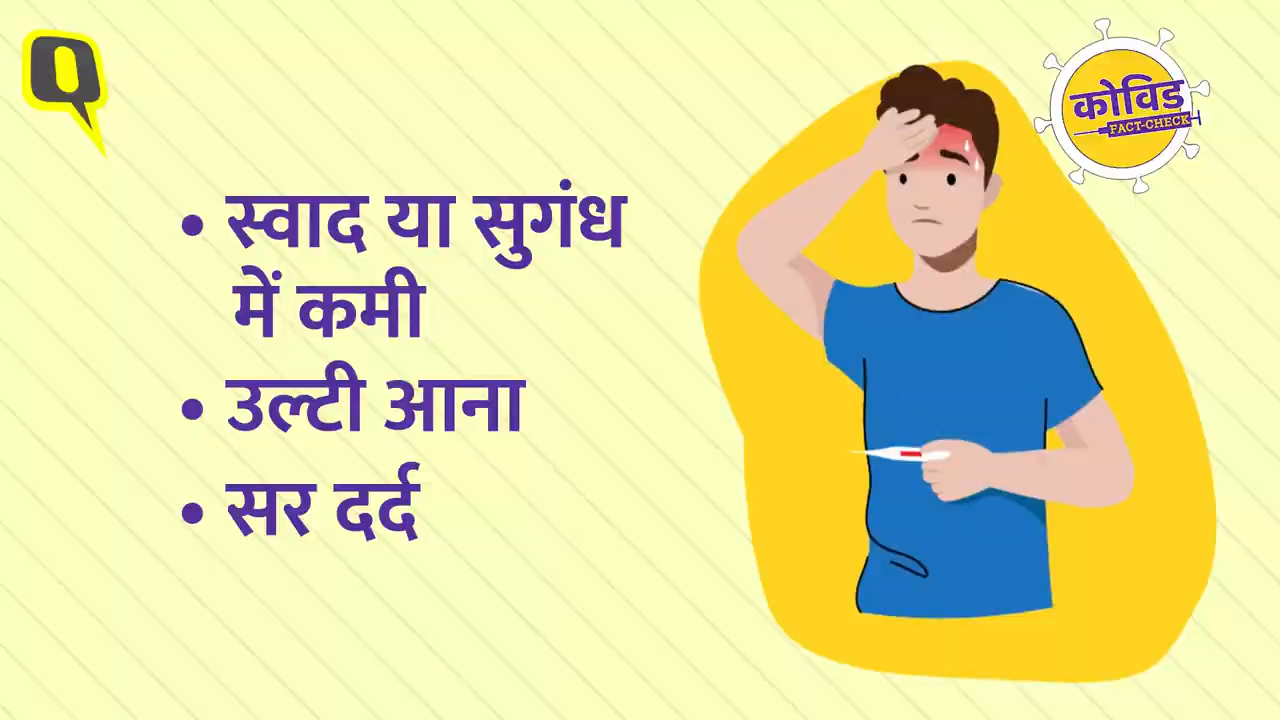 Q
कोविड
FACT-CHECK
• स्वाद या सुगंध
में कमी
• उल्टी आना
• सर दर्द